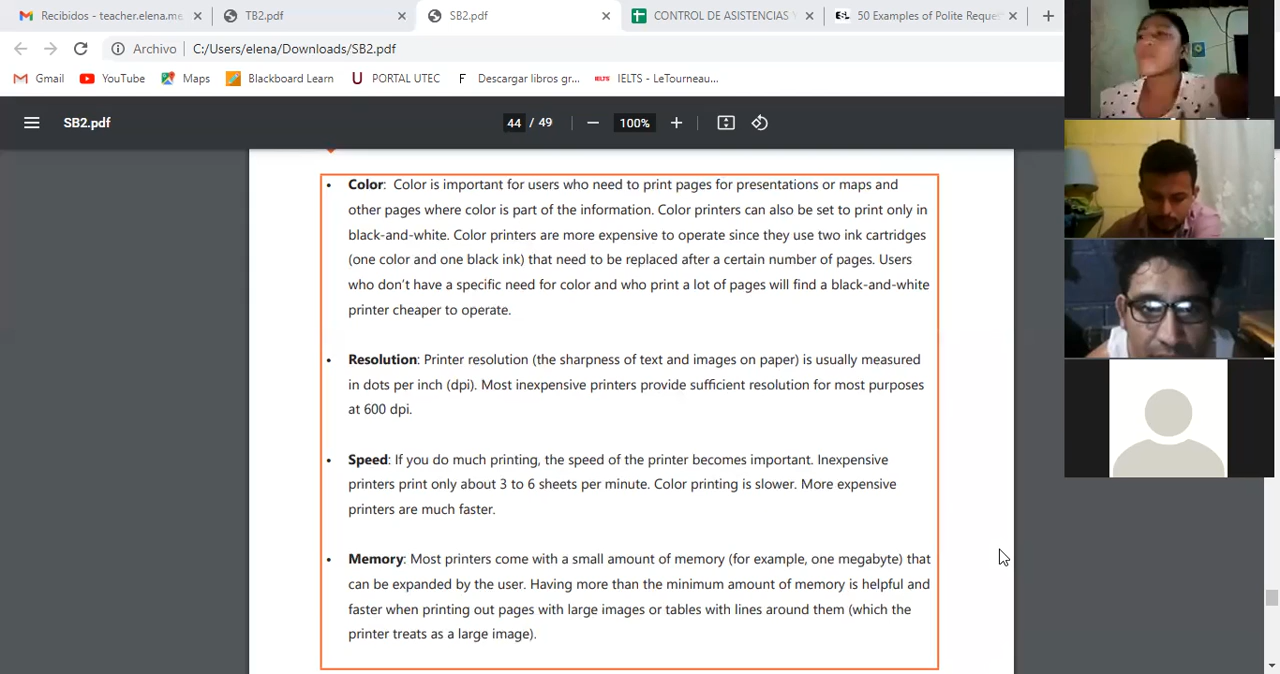 Recibidos - teacher.elena.me
TB2.pdf
SB2.pdf
CONTROL DE ASISTENCIAS
50 Examples of Polite Reque
Archivo
C:/Users/elena/Downloads/SB2.pdf
Gmail
YouTube
Maps
Blackboard Learn
PORTAL UTEC
Descargar libros gr...
IELTS - LeTourneau...
SB2.pdf
44 / 49
100%
• Color: Color is important for users who need to print pages for presentations or maps and
other pages where color is part of the information. Color printers can also be set to print only in
black-and-white. Color printers are more expensive to operate since they use two ink cartridges
(one color and one black ink) that need to be replaced after a certain number of pages. Users
who don't have a specific need for color and who print a lot of pages will find a black-and-white
printer cheaper to operate.
• Resolution: Printer resolution (the sharpness of text and images on paper) is usually measured
in dots per inch (dpi). Most inexpensive printers provide sufficient resolution for most purposes
at 600 dpi.
• Speed: If you do much printing, the speed of the printer becomes important. Inexpensive
printers print only about 3 to 6 sheets per minute. Color printing is slower. More expensive
printers are much faster.
• Memory: Most printers come with a small amount of memory (for example, one megabyte) that
can be expanded by the user. Having more than the minimum amount of memory is helpful and
faster when printing out pages with large images or tables with lines around them (which the
printer treats as a large image).